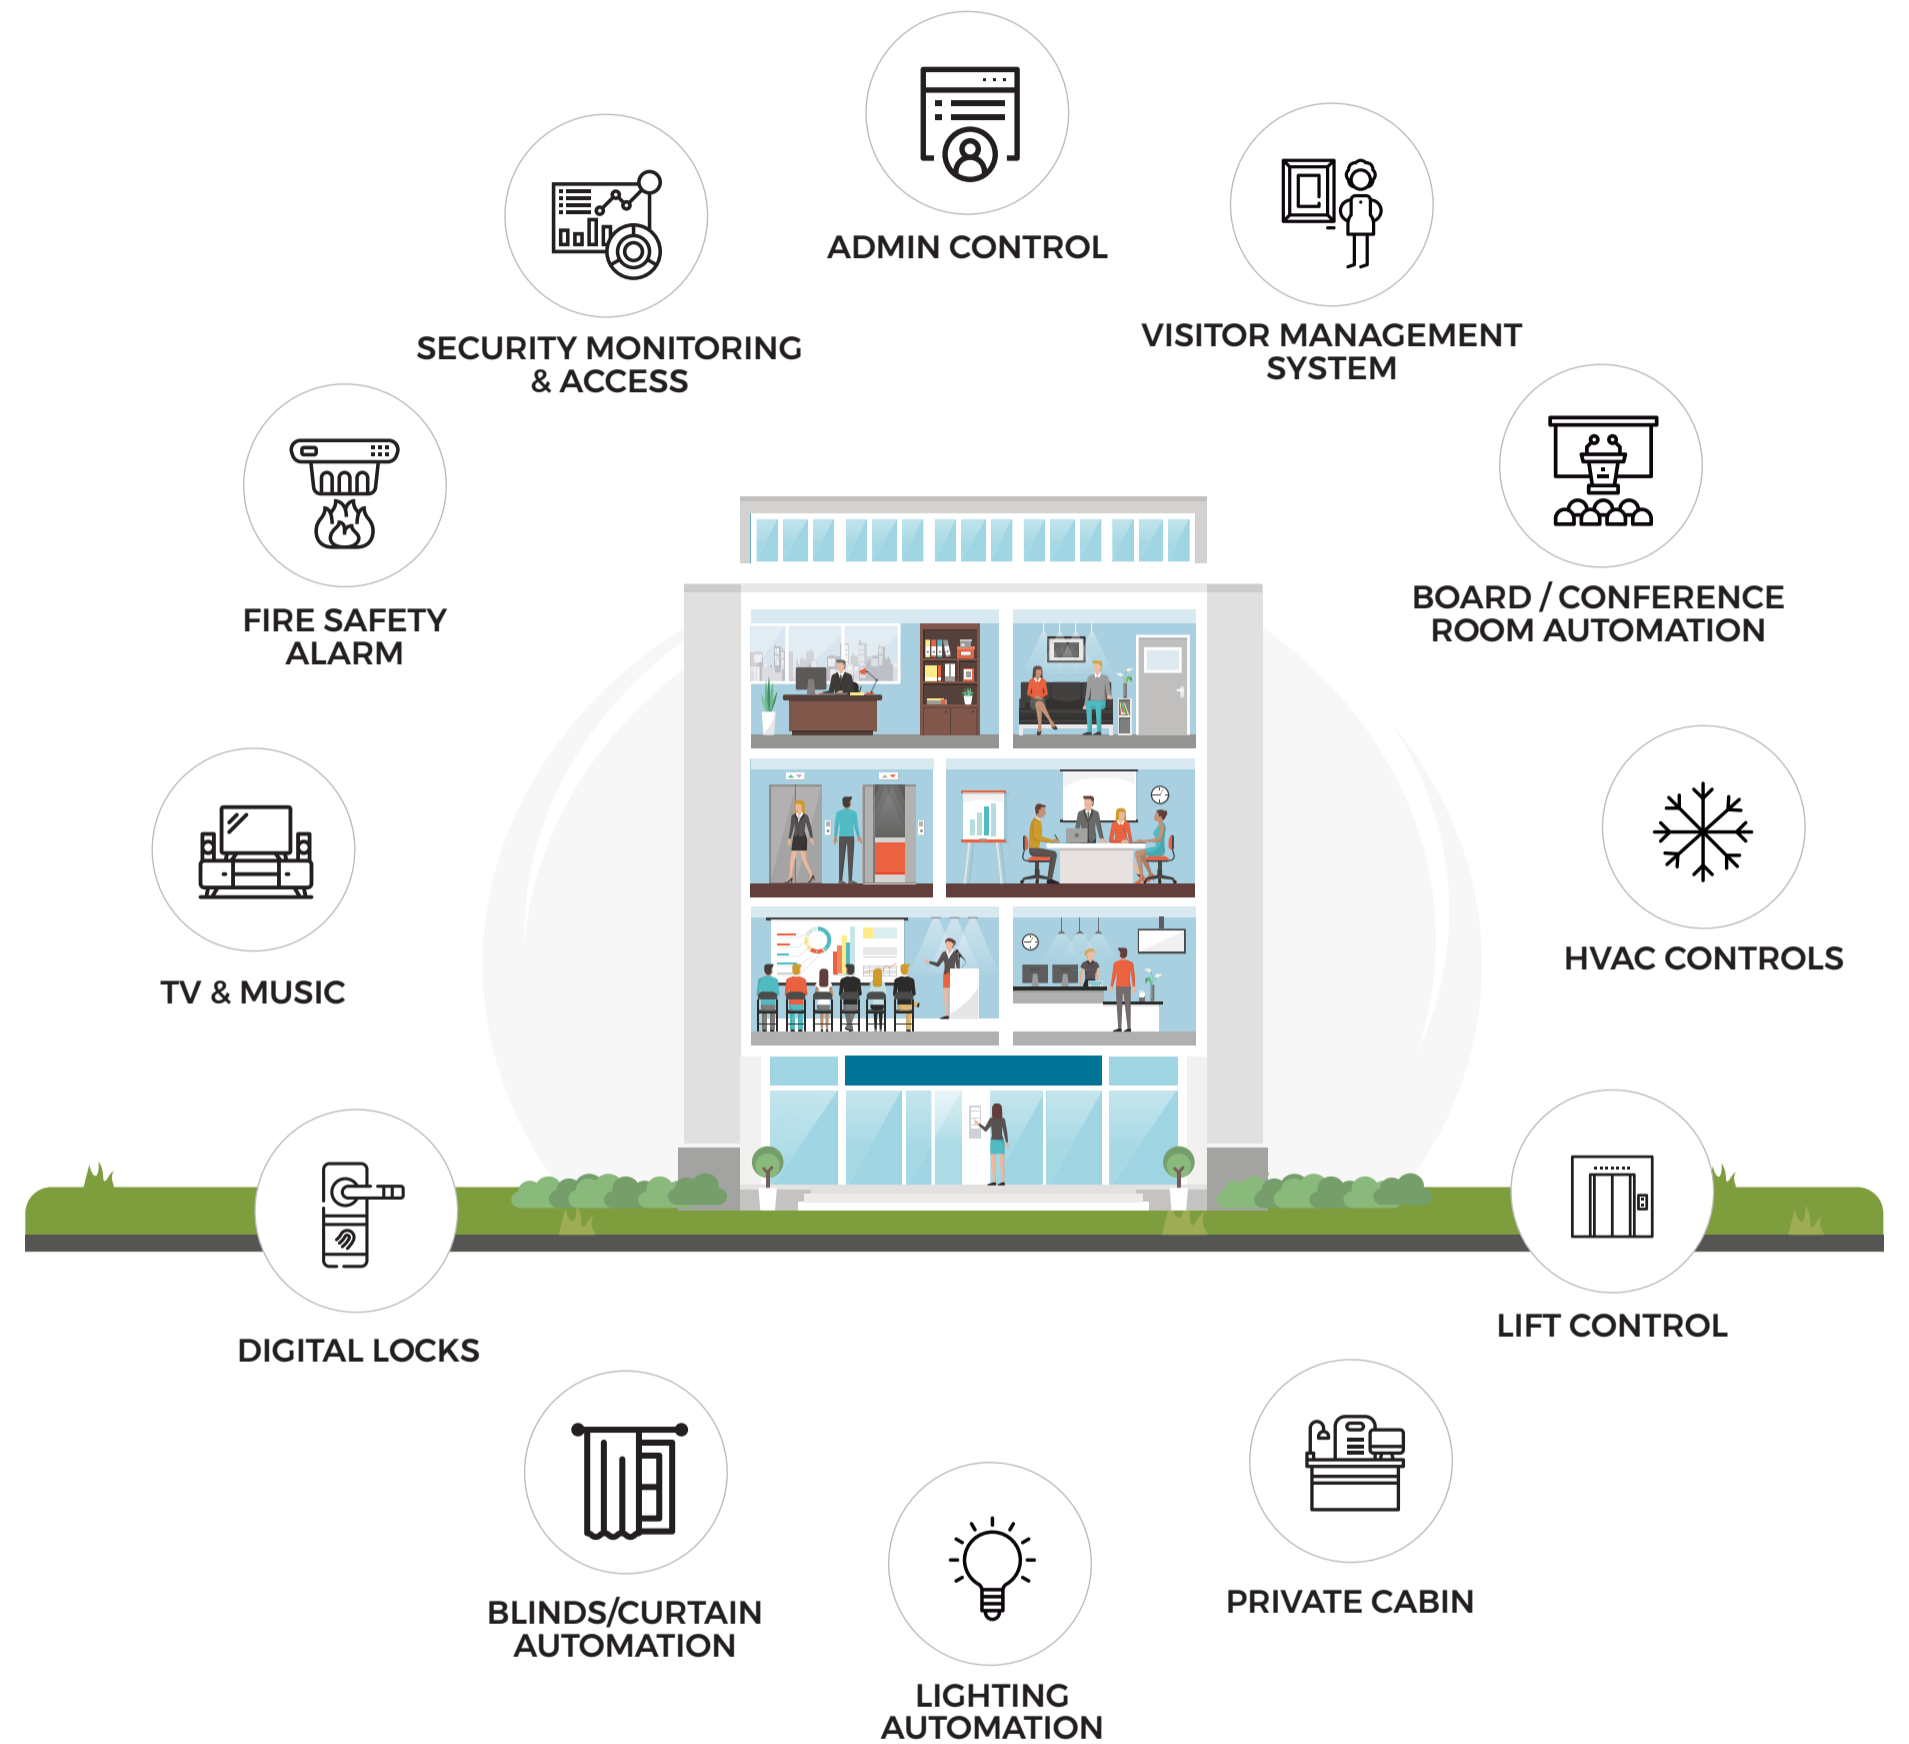 ADMIN CONTROL
SECURITY MONITORING
& ACCESS
VISITOR MANAGEMENT
SYSTEM
FIRE SAFETY
ALARM
BOARD / CONFERENCE
ROOM AUTOMATION
TV & MUSIC
HVAC CONTROLS
DIGITAL LOCKS
LIFT CONTROL
BLINDS/CURTAIN
AUTOMATION
PRIVATE CABIN
LIGHTING
AUTOMATION